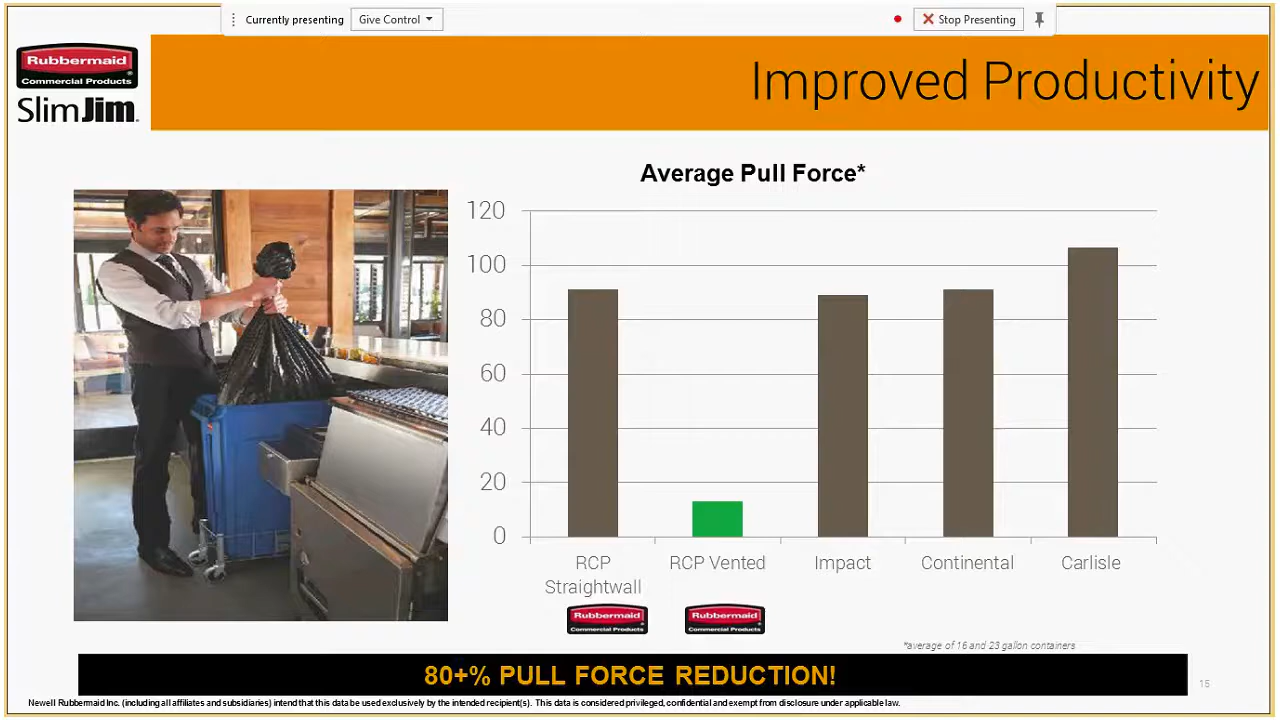 Currently presenting
Give Control
Stop Presenting
Rubbermaid
Commercial Products
SlimJim.
Improved Productivity
Average Pull Force*
120
100
80
60
40
20
0
RCP Straightwall
RCP Vented
Impact
Continental
Carlisle
Rubbermaid
Commercial Products
Rubbermaid
Commercial Products
*average of 16 and 23 gallon containers
80+% PULL FORCE REDUCTION!
15
Newell Rubbermaid Inc. (including all affiliates and subsidiaries) intend that this data be used exclusively by the intended recipient(s). This data is considered privileged, confidential and exempt from disclosure under applicable law.